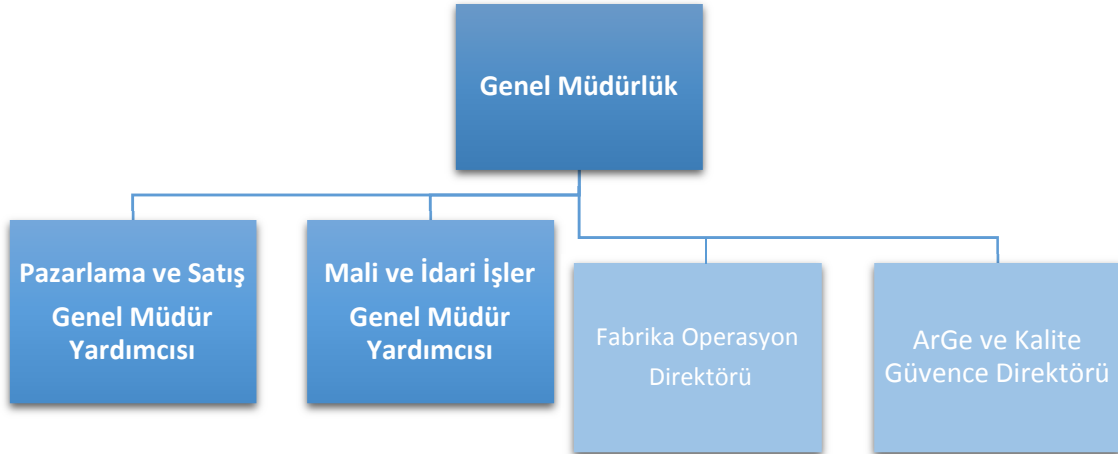 Genel Müdürlük
Pazarlama ve Satış
Genel Müdür
Yardımcısı
Mali ve İdari İşler
Genel Müdür
Yardımcısı
Fabrika Operasyon
Direktörü
ArGe ve Kalite
Güvence Direktörü